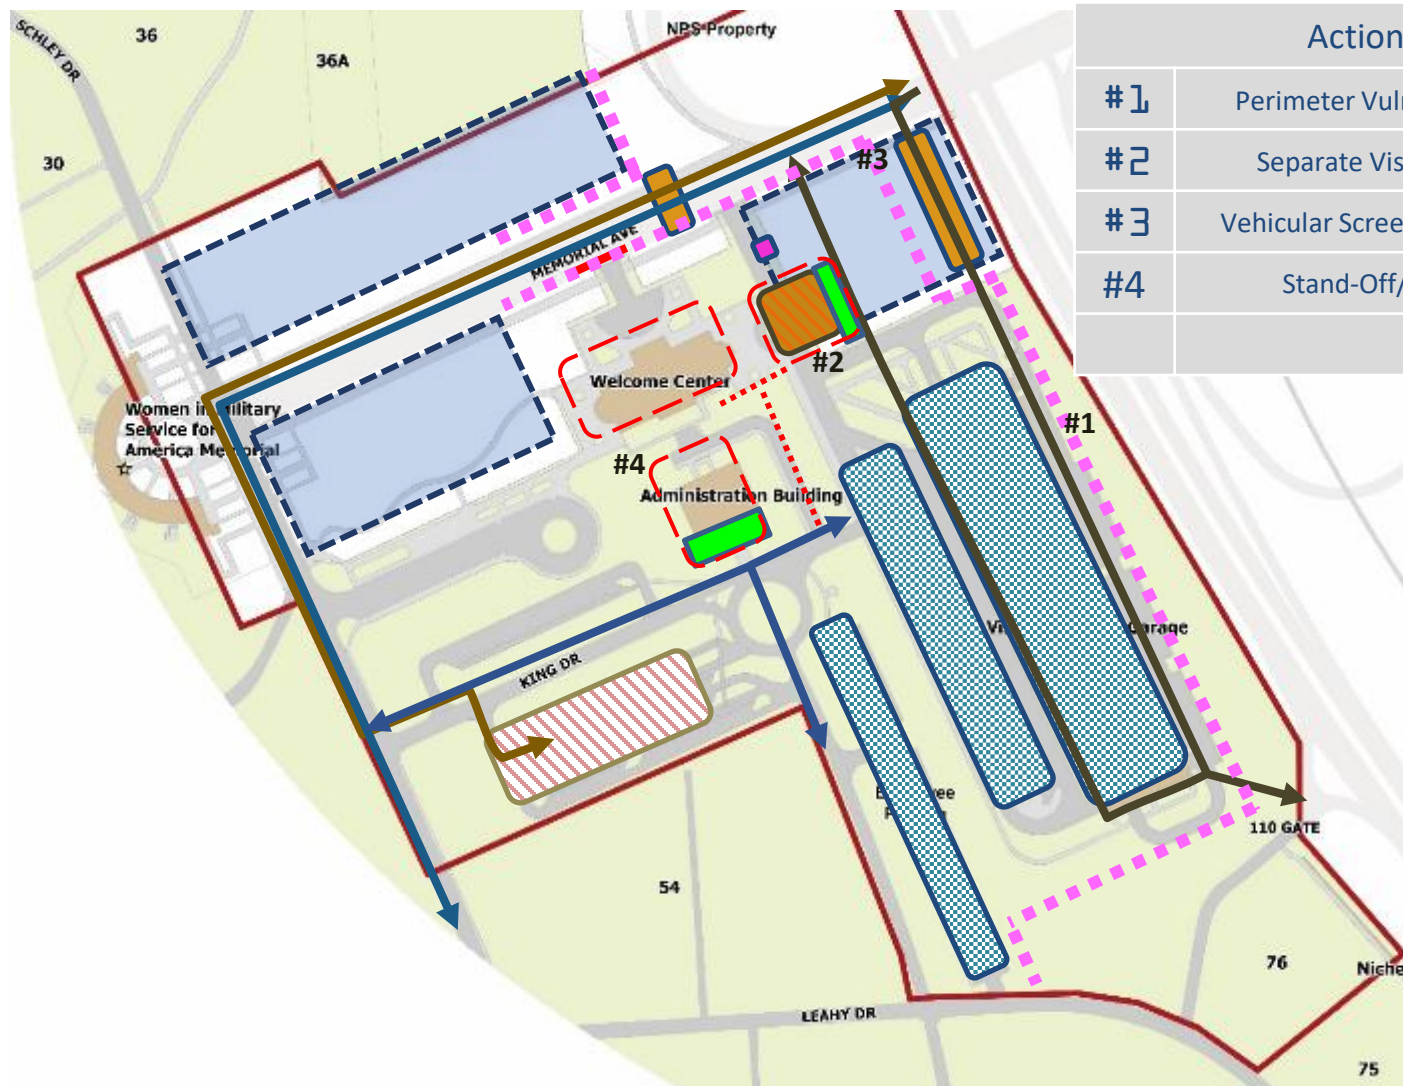 SCHLEY DR
36
36A
NPS Property
30
Action
#1
Perimeter Vul
#2
Separate Vis
#3
Vehicular Scree
#4
Stand-Off/
#3
MEMORIAL AVE
#2
Welcome Center
#1
Women in Military
Service for
America Memorial
#4
Administration Building
KING DR
Garage
110 GATE
54
76
Niche
LEAHY DR
75